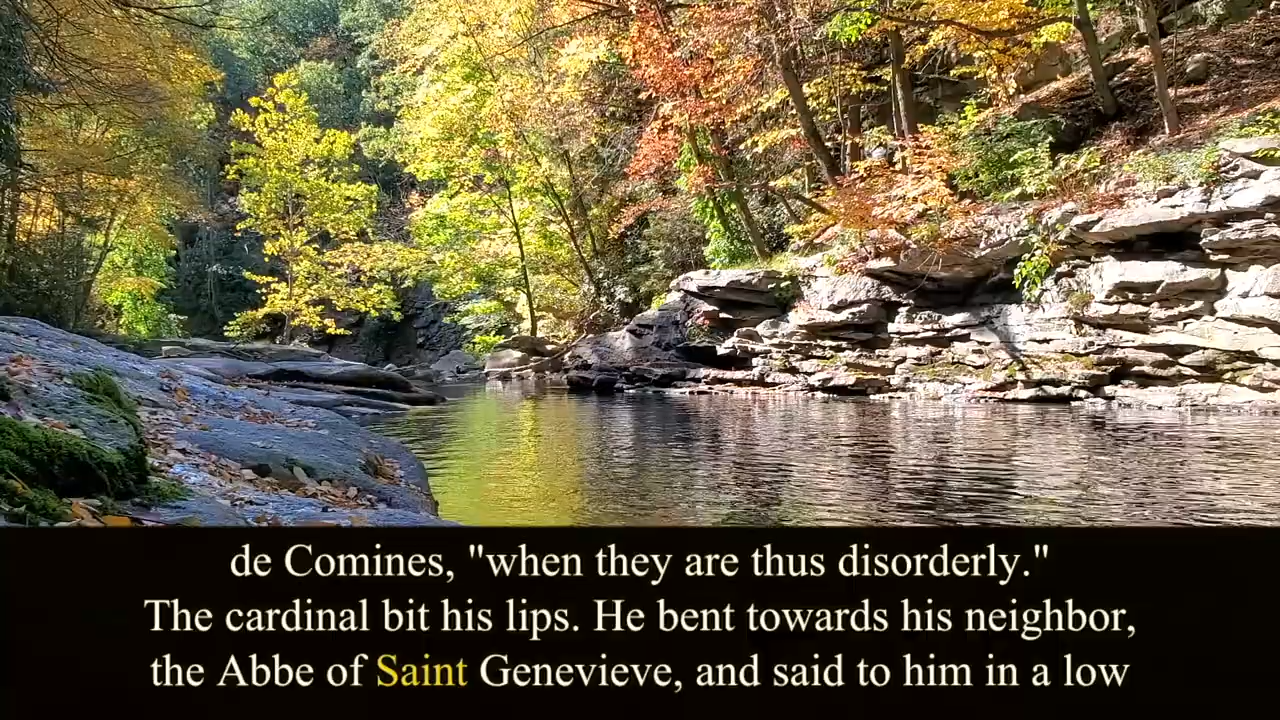 de Comines, "when they are thus disorderly."
The cardinal bit his lips. He bent towards his neighbor,
the Abbe of Saint Genevieve, and said to him in a low